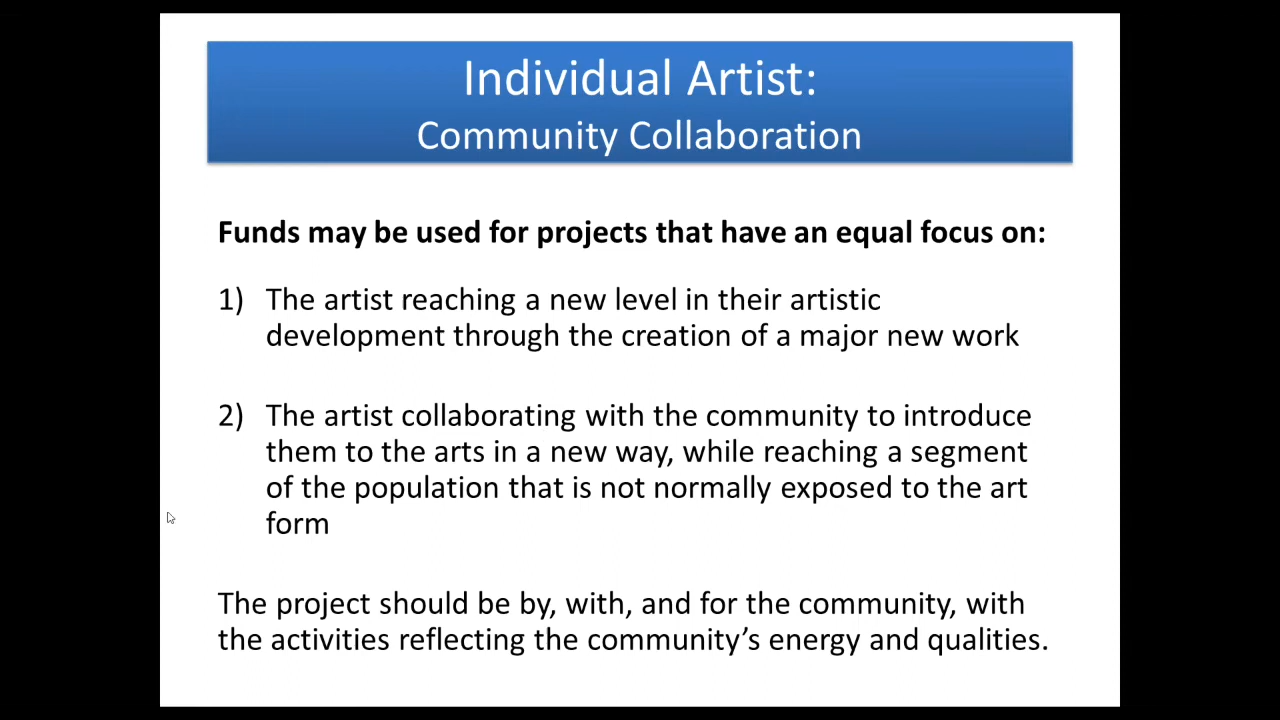 Individual Artist:
Community Collaboration
Funds may be used for projects that have an equal focus on:
1) The artist reaching a new level in their artistic
development through the creation of a major new work
2) The artist collaborating with the community to introduce
them to the arts in a new way, while reaching a segment
of the population that is not normally exposed to the art
form
The project should be by, with, and for the community, with
the activities reflecting the community’s energy and qualities.